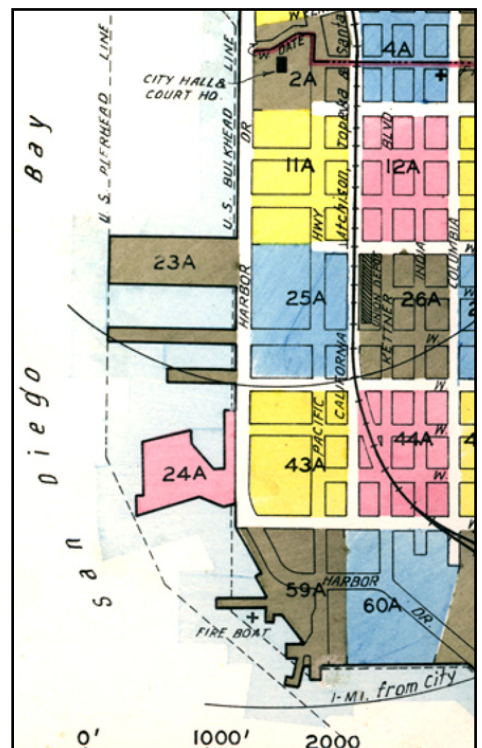 W. DATE
4A
2A
CITY HALL &
COURT HO.
U.S. PIERHEAD LINE
U.S. BULKHEAD LINE
HARBOR DR
11A
HWY
Atchison, Topeka & Santa
BLVD
12A
COLUMBIA
San Diego Bay
23A
25A
UNION DEPOT
26A
INDIA
KETTNER
W.
W.
W.
CALIFORNIA
PACIFIC
44A
W.
24A
43A
W.
59A
HARBOR DR.
60A
FIRE BOAT
1-MI. from City
0' 1000' 2000